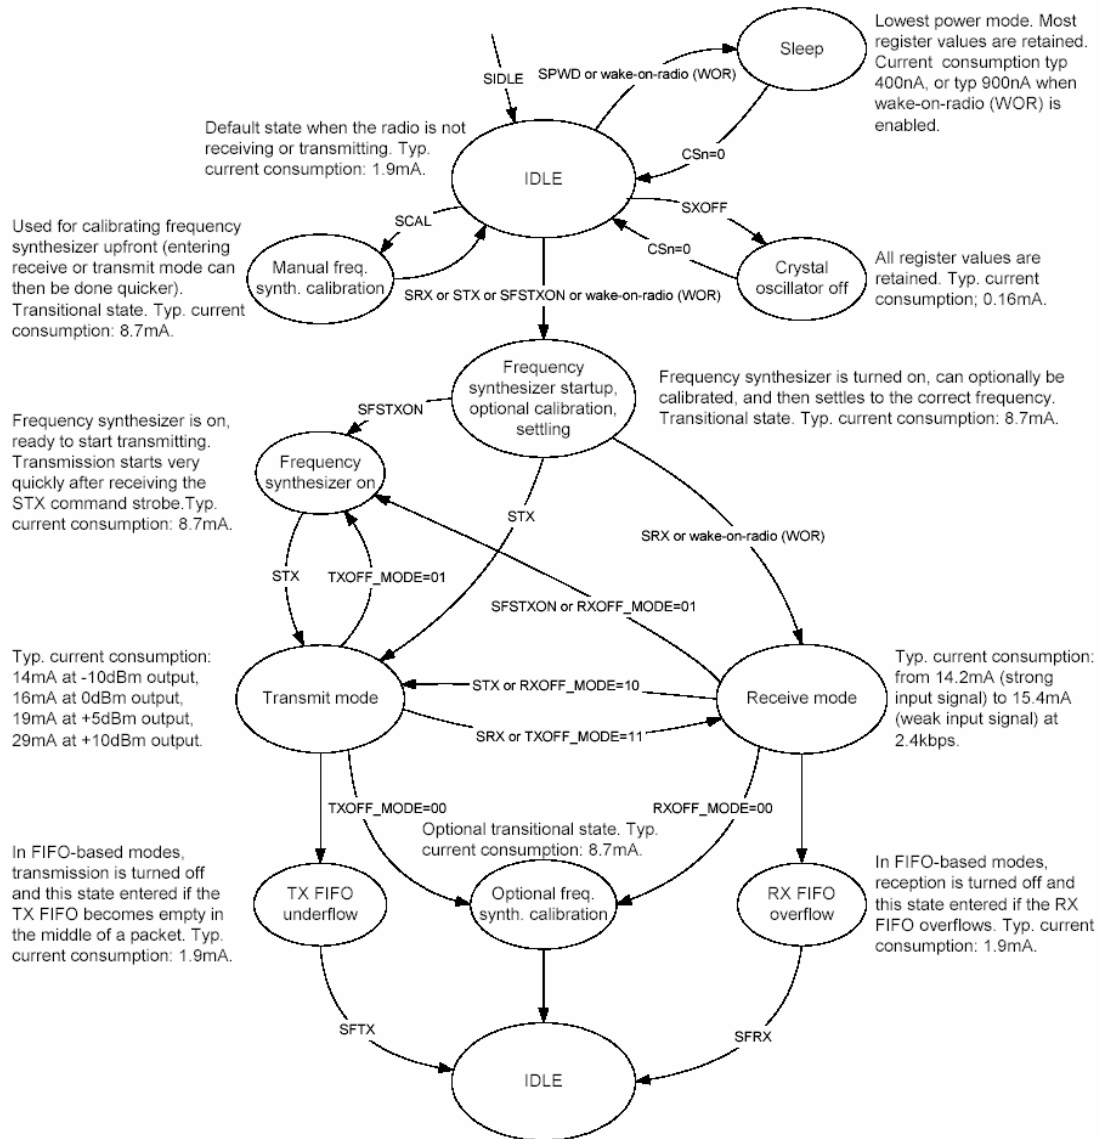 Sleep
Lowest power mode. Most
register values are retained.
Current consumption typ
400nA, or typ 900nA when
wake-on-radio (WOR) is
enabled.
SIDLE
SPWD or wake-on-radio (WOR)
Default state when the radio is not
receiving or transmitting. Typ.
current consumption: 1.9mA.
CSn=0
IDLE
SXOFF
SCAL
CSn=0
Used for calibrating frequency
synthesizer upfront (entering
receive or transmit mode can
then be done quicker).
Transitional state. Typ. current
consumption: 8.7mA.
Manual freq.
synth. calibration
Crystal
oscillator off
All register values are
retained. Typ. current
consumption; 0.16mA.
SRX or STX or SFSTXON or wake-on-radio (WOR)
Frequency
synthesizer startup,
optional calibration,
settling
Frequency synthesizer is turned on, can optionally be
calibrated, and then settles to the correct frequency.
Transitional state. Typ. current consumption: 8.7mA.
SFSTXON
Frequency synthesizer is on,
ready to start transmitting.
Transmission starts very
quickly after receiving the
STX command strobe.Typ.
current consumption: 8.7mA.
Frequency
synthesizer on
STX
SRX or wake-on-radio (WOR)
STX
TXOFF_MODE=01
SFSTXON or RXOFF_MODE=01
Typ. current consumption:
14mA at -10dBm output,
16mA at 0dBm output,
19mA at +5dBm output,
29mA at +10dBm output.
Transmit mode
STX or RXOFF_MODE=10
SRX or TXOFF_MODE=11
Receive mode
Typ. current consumption:
from 14.2mA (strong
input signal) to 15.4mA
(weak input signal) at
2.4kbps.
TXOFF_MODE=00
RXOFF_MODE=00
Optional transitional state. Typ.
current consumption: 8.7mA.
In FIFO-based modes,
transmission is turned off
and this state entered if the
TX FIFO becomes empty in
the middle of a packet. Typ.
current consumption: 1.9mA.
TX FIFO
underflow
Optional freq.
synth. calibration
RX FIFO
overflow
In FIFO-based modes,
reception is turned off and
this state entered if the RX
FIFO overflows. Typ. current
consumption: 1.9mA.
SFTX
SFRX
IDLE